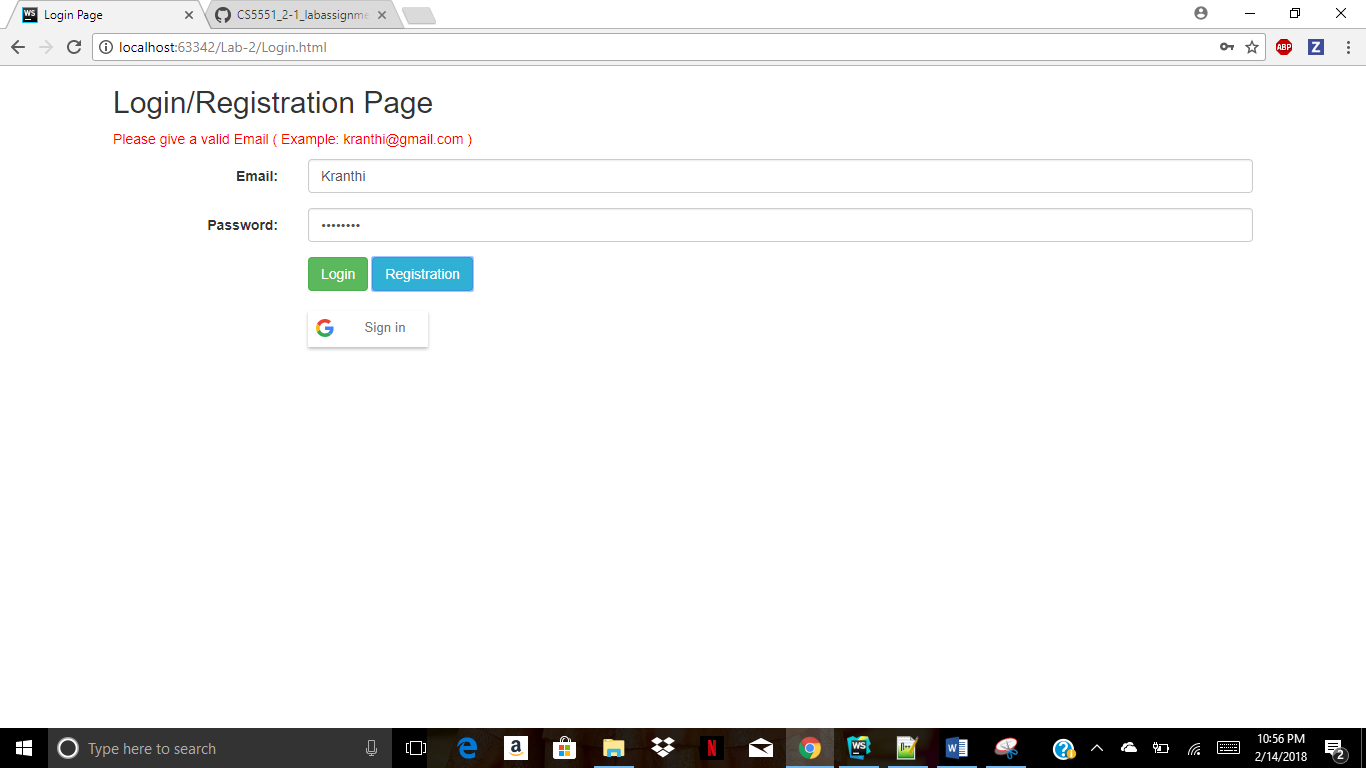 Login Page
CS5551_2-1_labassignme
localhost:63342/Lab-2/Login.html
ABP
Z
Login/Registration Page
Please give a valid Email ( Example: kranthi@gmail.com )
Email:
Kranthi
Password:
••••••••
Login Registration
G Sign in
Type here to search
10:56 PM
2/14/2018
2